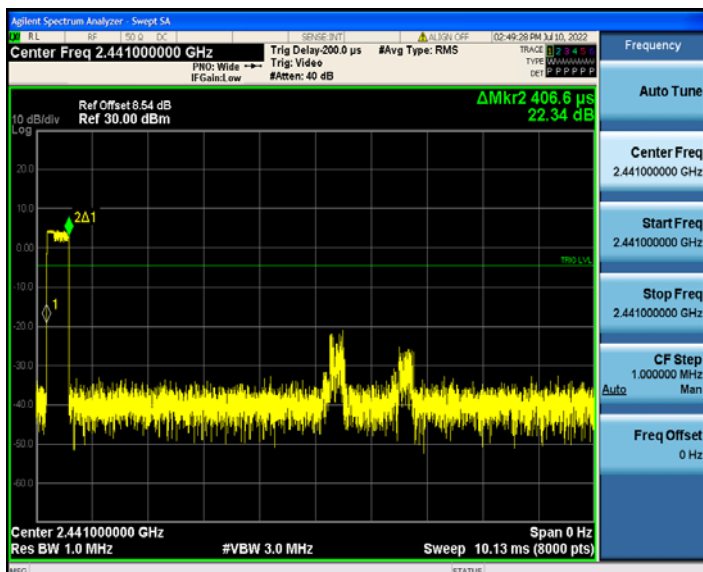 Agilent Spectrum Analyzer - Swept SA
RL RF 50 Ω DC SENSE:INT ALIGN OFF 02:49:28 PM Jul 10, 2022
Center Freq 2.441000000 GHz
PNO: Wide
IFGain:Low
Trig Delay-200.0 µs
Trig: Video
#Atten: 40 dB
#Avg Type: RMS
TRACE 1 2 3 4 5 6
TYPE WWWWWW
DET P P P P P P
Ref Offset 8.54 dB
Ref 30.00 dBm
10 dB/div
Log
ΔMkr2 406.6 µs
22.34 dB
20.0
10.0
0.00
-10.0
-20.0
-30.0
-40.0
-50.0
-60.0
2Δ1
1
TRIG LVL
Center 2.441000000 GHz
Span 0 Hz
Res BW 1.0 MHz
#VBW 3.0 MHz
Sweep 10.13 ms (8000 pts)
MSG
STATUS
Frequency
Auto Tune
Center Freq
2.441000000 GHz
Start Freq
2.441000000 GHz
Stop Freq
2.441000000 GHz
CF Step
1.000000 MHz
Auto Man
Freq Offset
0 Hz